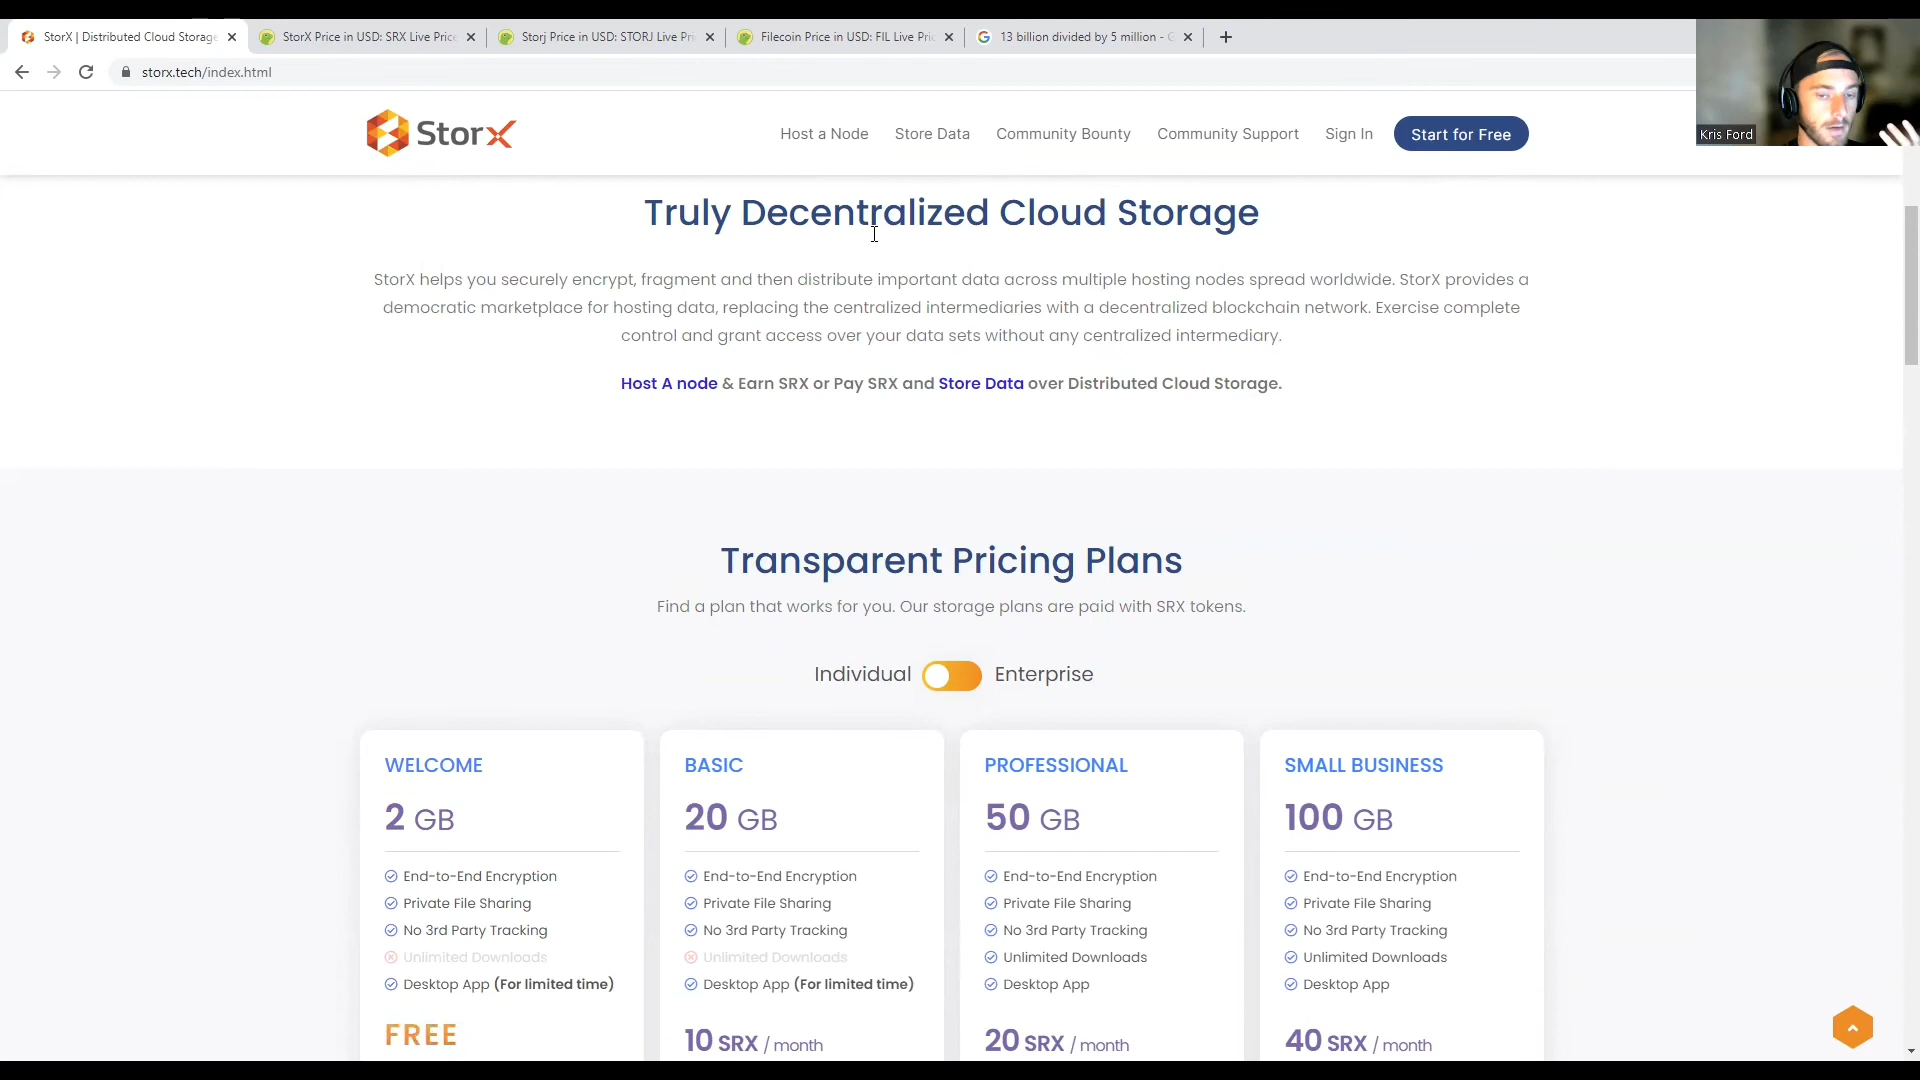 StorX | Distributed Cloud Storage
StorX Price in USD: SRX Live Price
Storj Price in USD: STORJ Live Pri
Filecoin Price in USD: FIL Live Pric
13 billion divided by 5 million - G
storx.tech/index.html
StorX
Host a Node
Store Data
Community Bounty
Community Support
Sign In
Start for Free
Kris Ford
Truly Decentralized Cloud Storage
StorX helps you securely encrypt, fragment and then distribute important data across multiple hosting nodes spread worldwide. StorX provides a
democratic marketplace for hosting data, replacing the centralized intermediaries with a decentralized blockchain network. Exercise complete
control and grant access over your data sets without any centralized intermediary.
Host A node & Earn SRX or Pay SRX and Store Data over Distributed Cloud Storage.
Transparent Pricing Plans
Find a plan that works for you. Our storage plans are paid with SRX tokens.
Individual
Enterprise
WELCOME
2 GB
End-to-End Encryption
Private File Sharing
No 3rd Party Tracking
Unlimited Downloads
Desktop App (For limited time)
FREE
BASIC
20 GB
End-to-End Encryption
Private File Sharing
No 3rd Party Tracking
Unlimited Downloads
Desktop App (For limited time)
10 SRX / month
PROFESSIONAL
50 GB
End-to-End Encryption
Private File Sharing
No 3rd Party Tracking
Unlimited Downloads
Desktop App
20 SRX / month
SMALL BUSINESS
100 GB
End-to-End Encryption
Private File Sharing
No 3rd Party Tracking
Unlimited Downloads
Desktop App
40 SRX / month